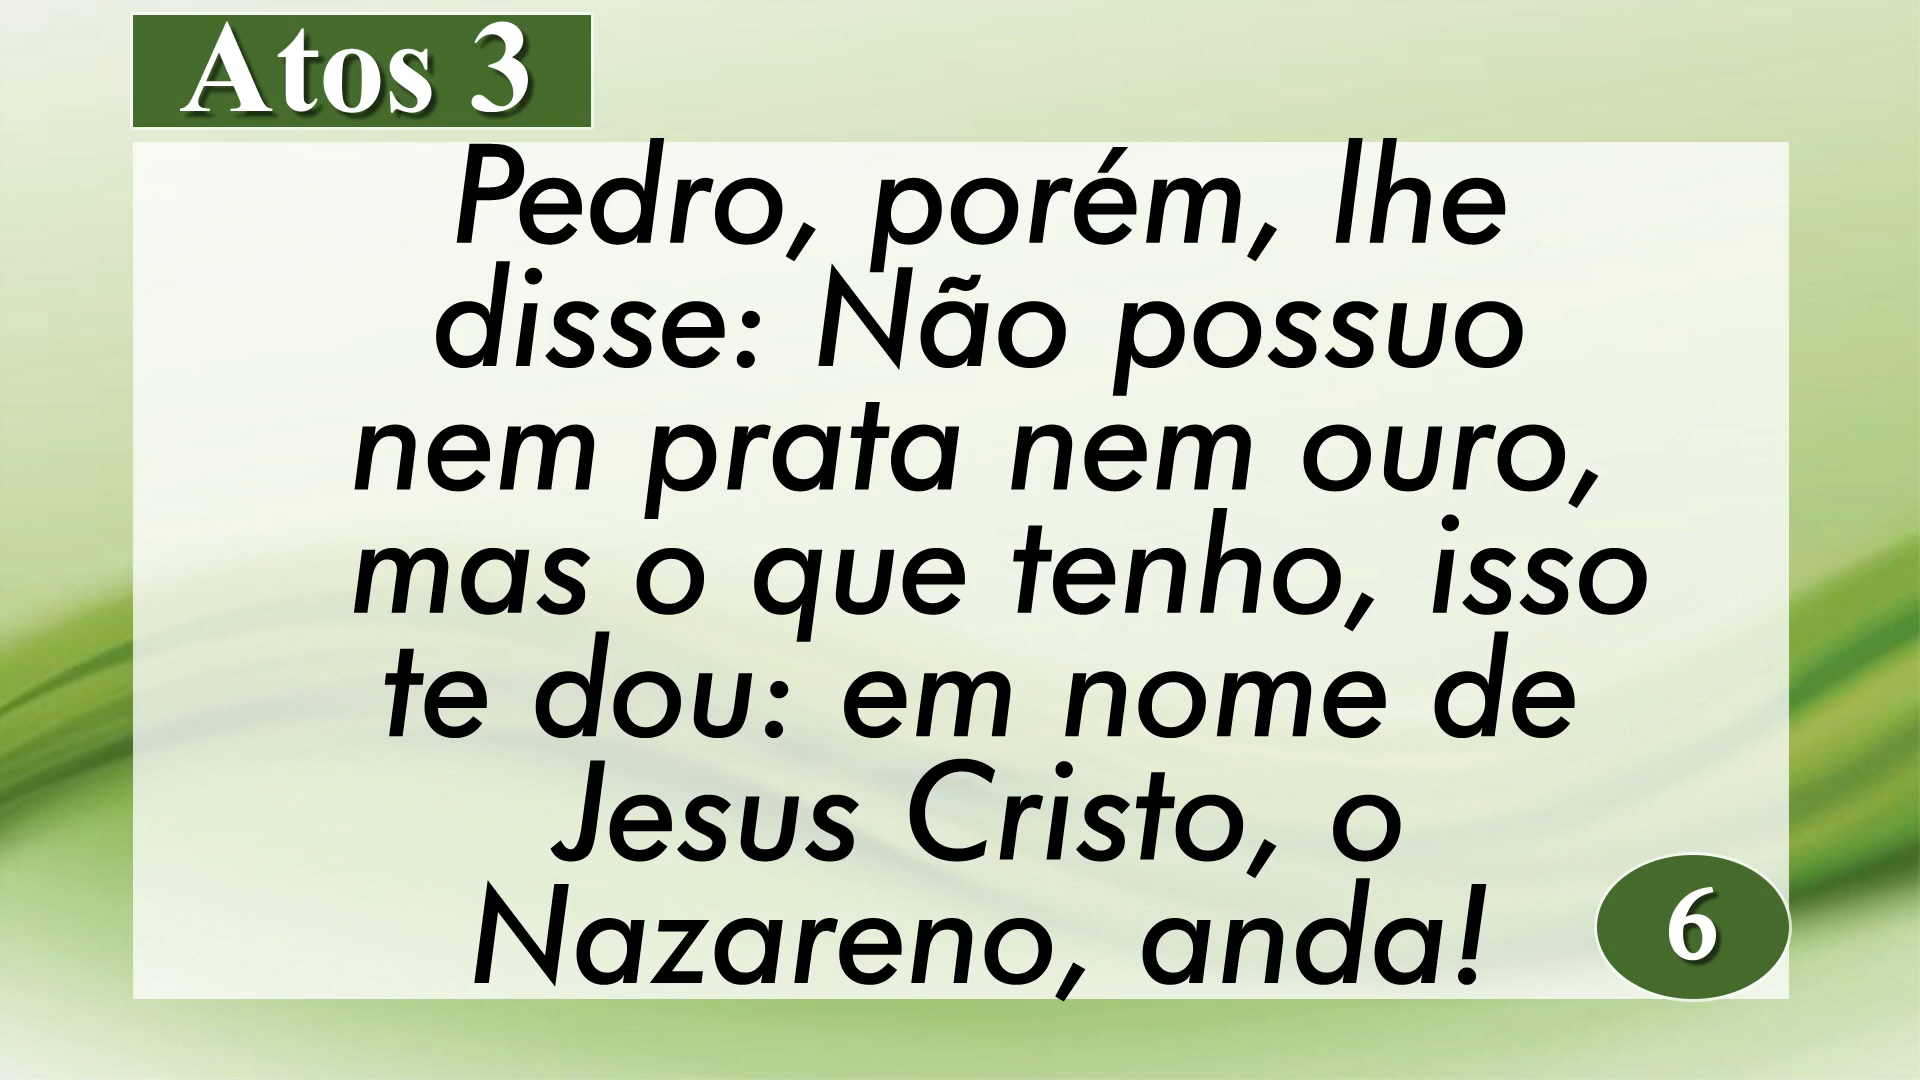 Atos 3
Pedro, porém, lhe
disse: Não possuo
nem prata nem ouro,
mas o que tenho, isso
te dou: em nome de
Jesus Cristo, o
Nazareno, anda!
6